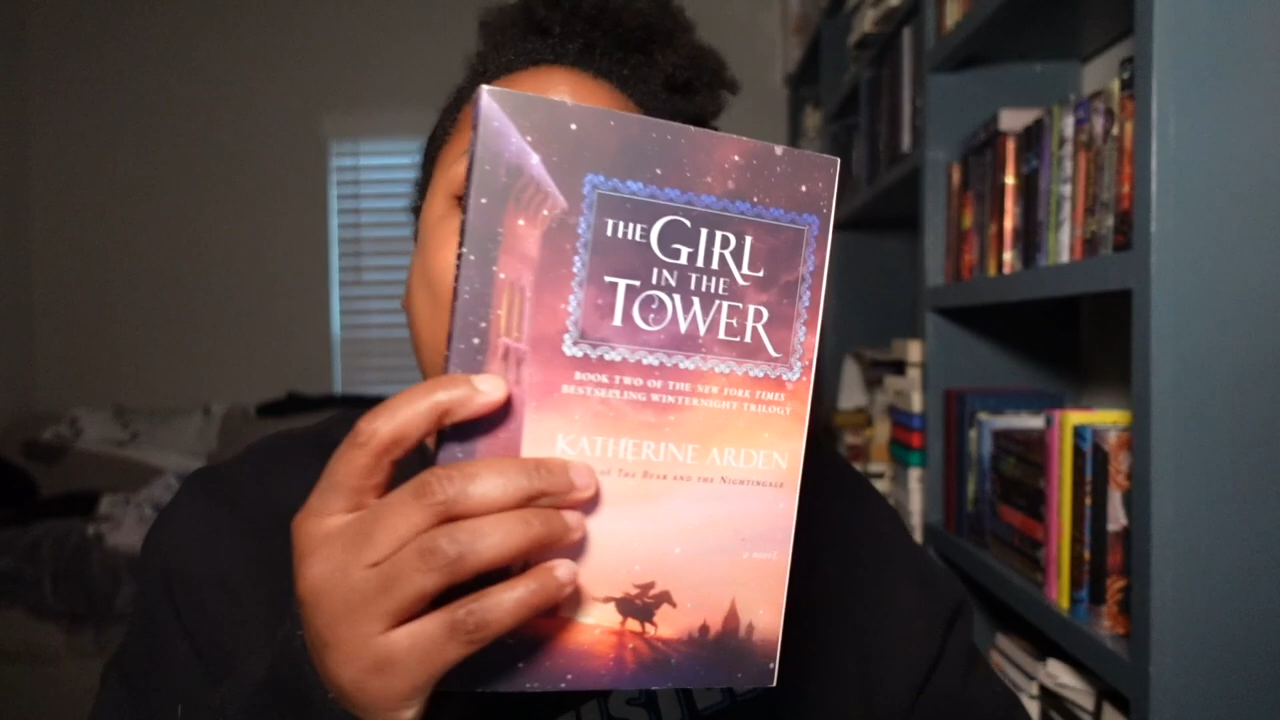 THE GIRL
IN THE
TOWER
BOOK TWO OF THE NEW YORK TIMES
BESTSELLING WINTERNIGHT TRILOGY
KATHERINE ARDEN
of THE BEAR AND THE NIGHTINGALE
a novel